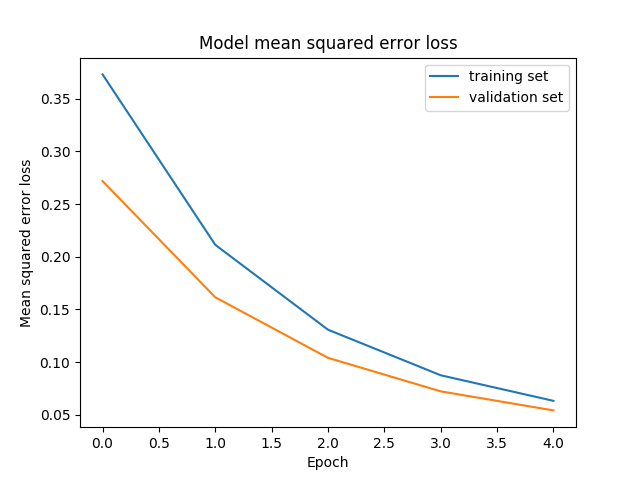 Model mean squared error loss
training set
validation set
Mean squared error loss
0.35
0.30
0.25
0.20
0.15
0.10
0.05
0.0 0.5 1.0 1.5 2.0 2.5 3.0 3.5 4.0
Epoch